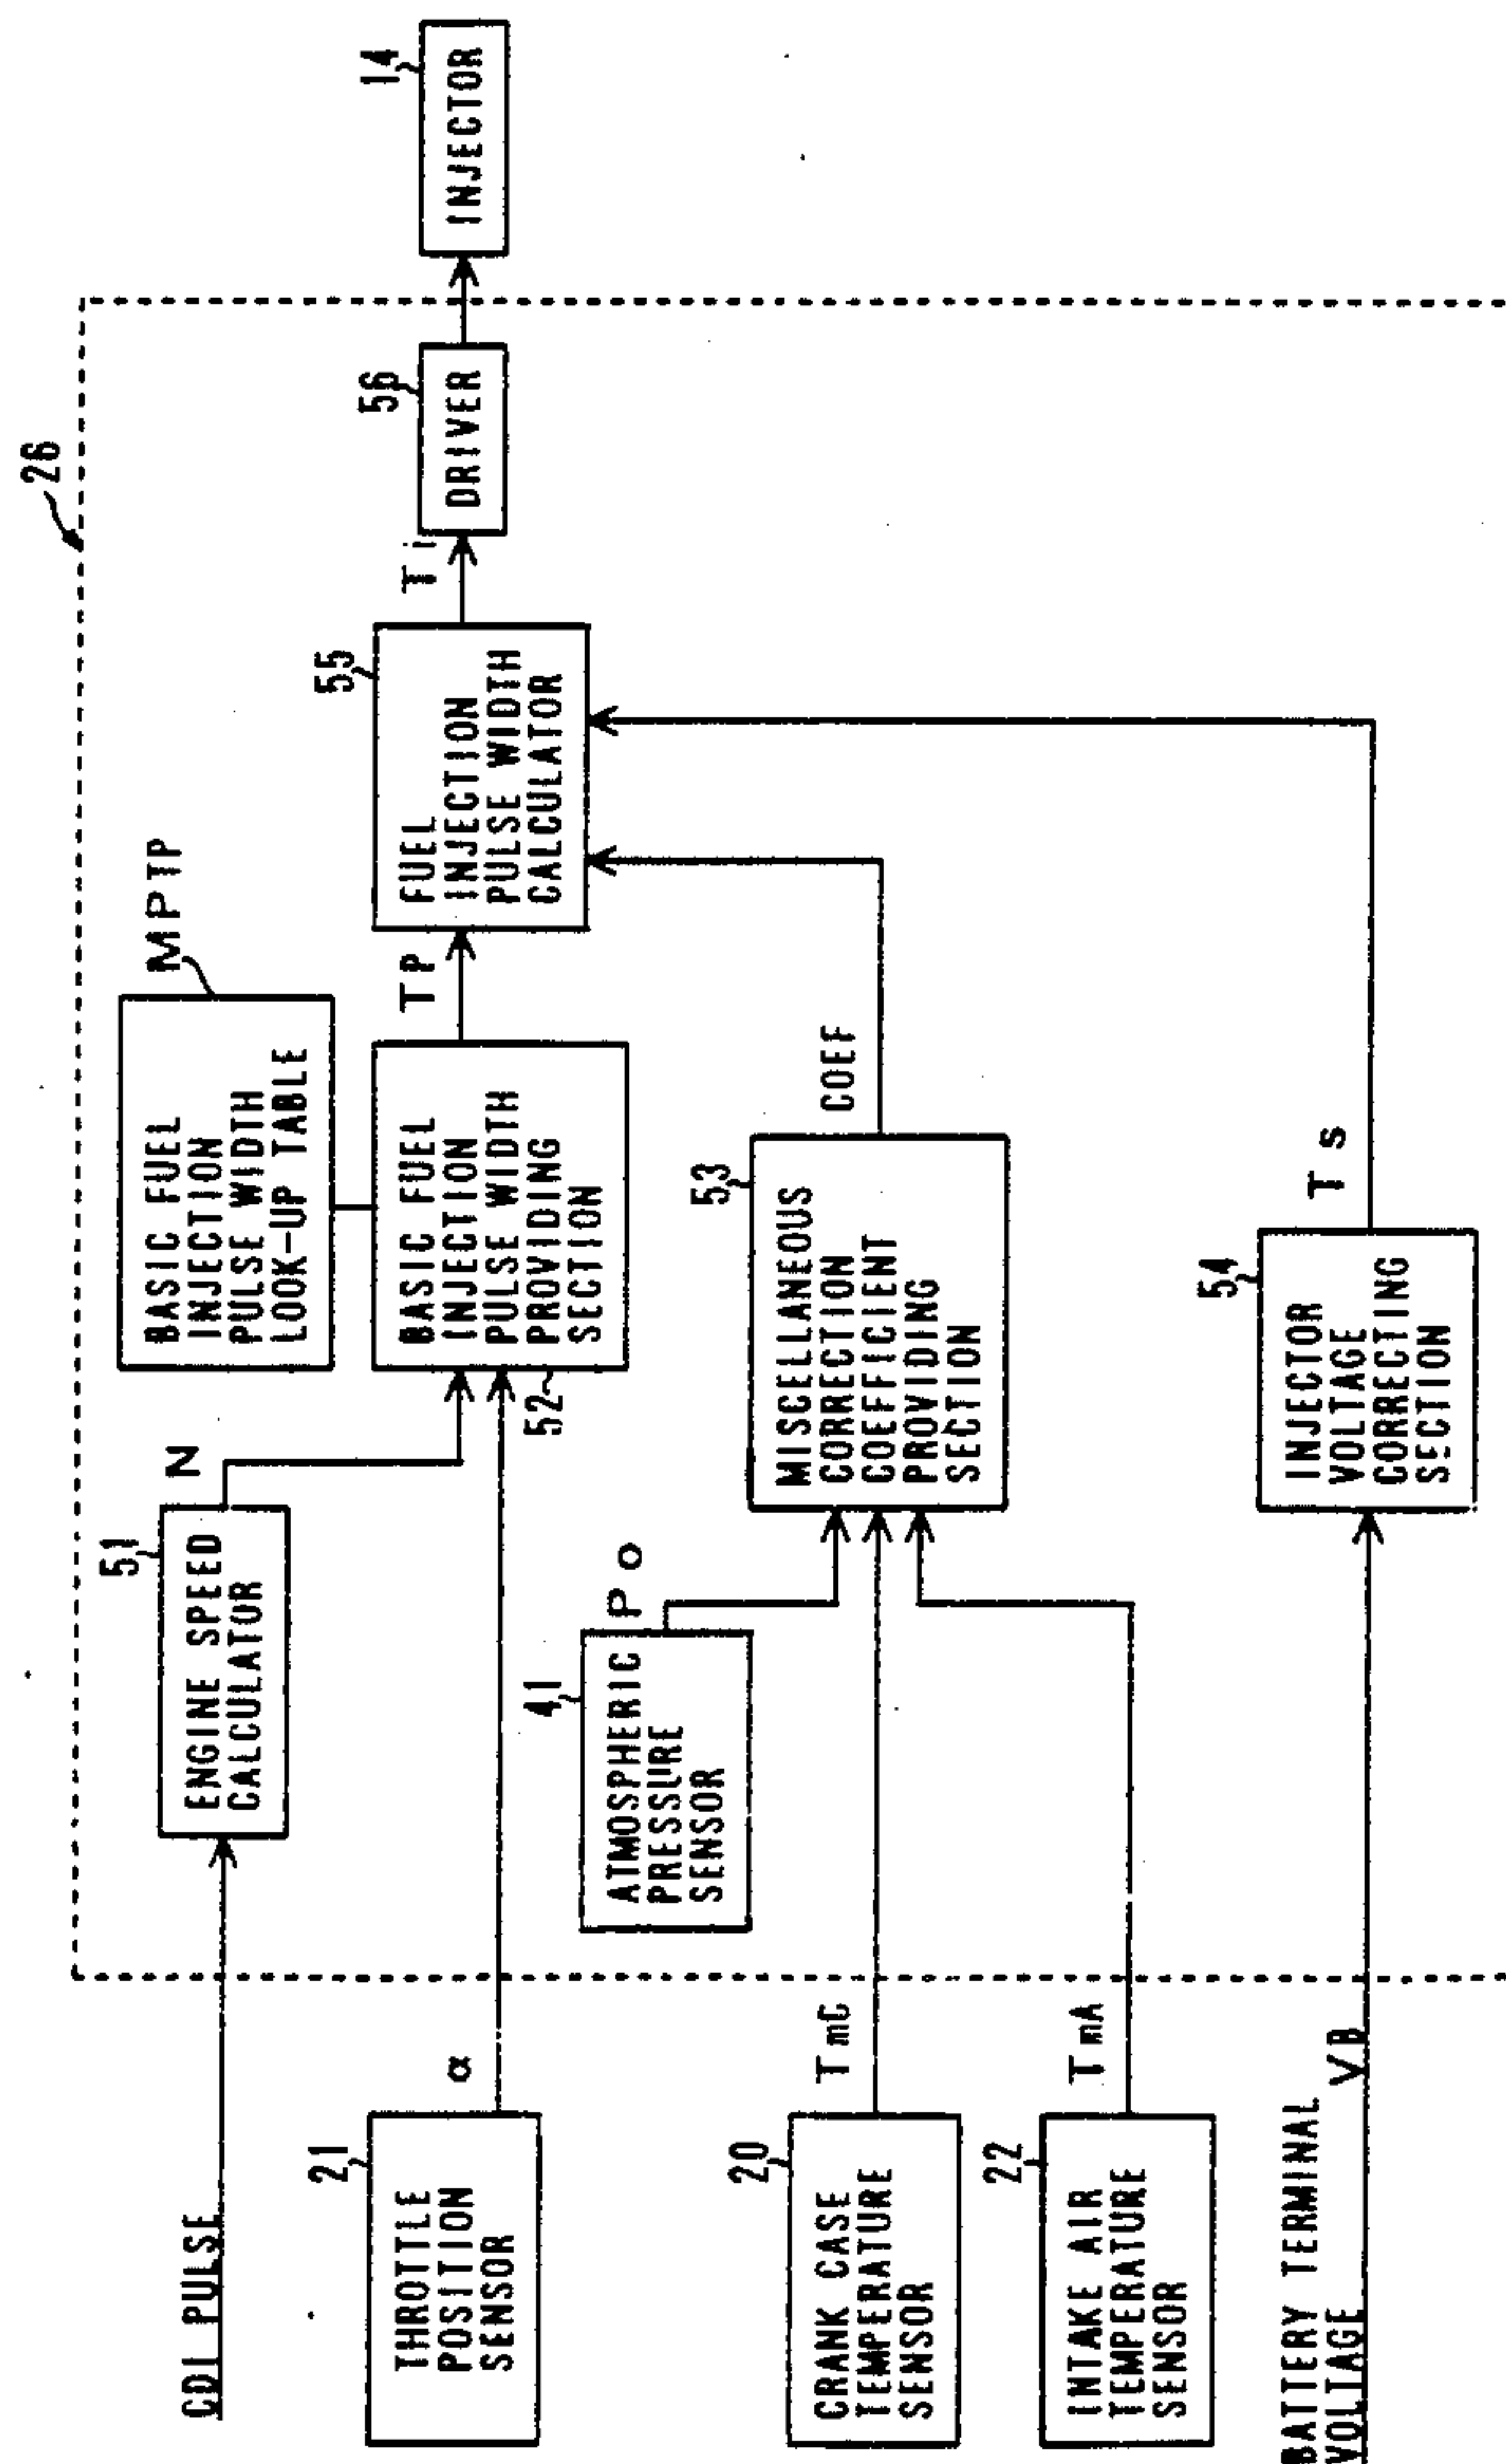 26
CDI PULSE
51
ENGINE SPEED
CALCULATOR
N
BASIC FUEL
INJECTION
PULSE WIDTH
LOOK-UP TABLE
MPTP
21
THROTTLE
POSITION
SENSOR
α
52
BASIC FUEL
INJECTION
PULSE WIDTH
PROVIDING
SECTION
TP
55
FUEL
INJECTION
PULSE WIDTH
CALCULATOR
Ti
56
DRIVER
14
INJECTOR
41
ATMOSPHERIC
PRESSURE
SENSOR
PO
20
CRANK CASE
TEMPERATURE
SENSOR
TmC
53
MISCELLANEOUS
CORRECTION
COEFFICIENT
PROVIDING
SECTION
COEF
22
INTAKE AIR
TEMPERATURE
SENSOR
TmA
BATTERY TERMINAL
VOLTAGE
VB
54
INJECTOR
VOLTAGE
CORRECTING
SECTION
Ts